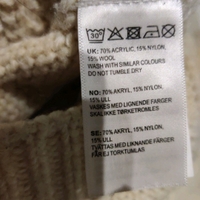 30
UK: 70% ACRYLIC, 15% NYLON,
15% WOOL
WASH WITH SIMILAR COLOURS
DO NOT TUMBLE DRY
NO: 70% AKRYL, 15% NYLON,
15% ULL
VASKES MED LIGNENDE FARGER
SKAL IKKE TØRKETROMLES
SE: 70% AKRYL, 15% NYLON,
15% ULL
TVÄTTAS MED LIKNANDE FÄRGER
FÅR EJ TORKTUMLAS